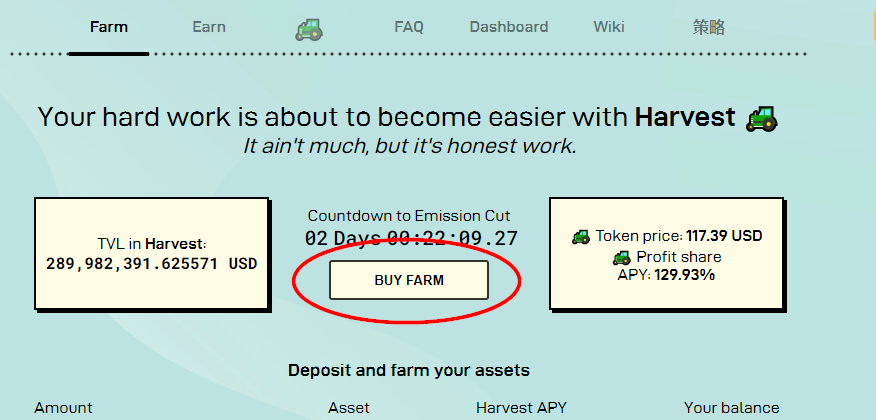 Farm Earn FAQ Dashboard Wiki 策略
Your hard work is about to become easier with Harvest
It ain't much, but it's honest work.
TVL in Harvest:
289,982,391.625571 USD
Countdown to Emission Cut
02 Days 00:22:09.27
BUY FARM
Token price: 117.39 USD
Profit share
APY: 129.93%
Deposit and farm your assets
Amount Asset Harvest APY Your balance